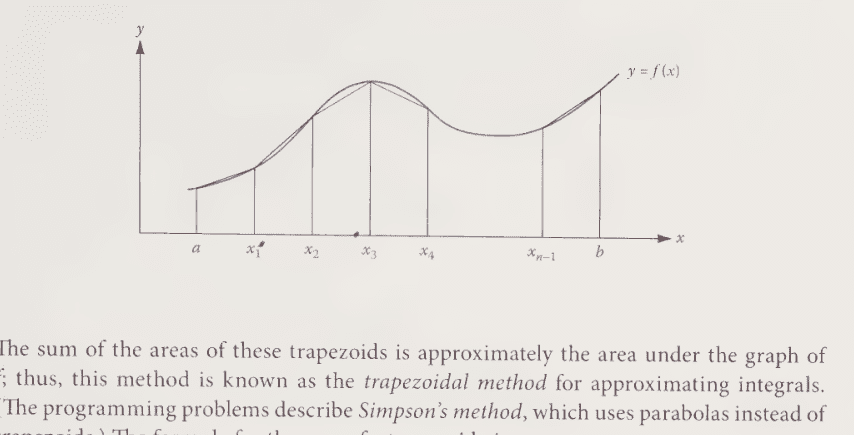 y
y = f(x)
a x₁ x₂ x₃ x₄ xₙ₋₁ b x
The sum of the areas of these trapezoids is approximately the area under the graph of
f; thus, this method is known as the trapezoidal method for approximating integrals.
(The programming problems describe Simpson's method, which uses parabolas instead of